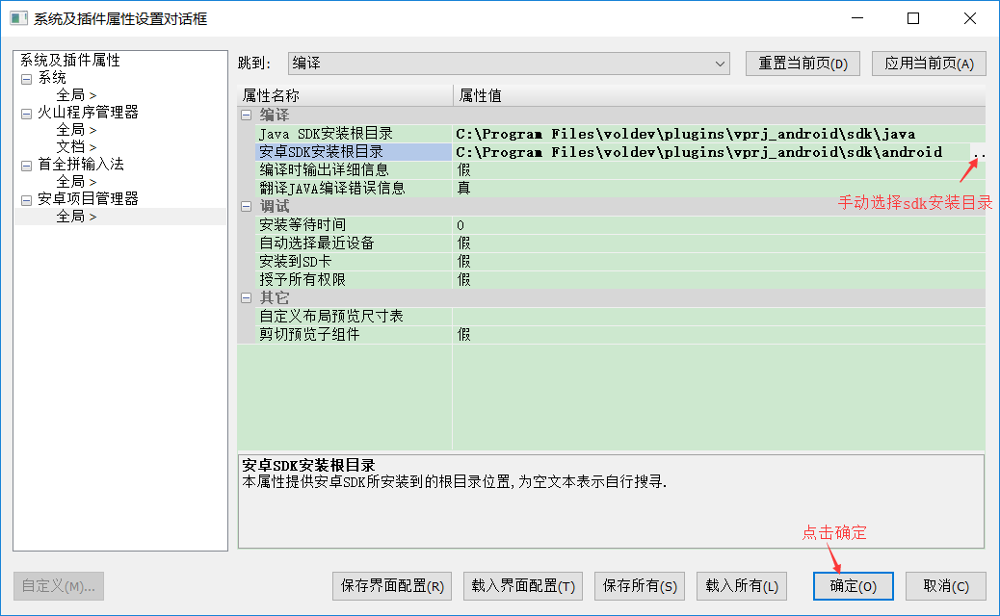 系统及插件属性设置对话框
系统及插件属性
系统
全局 >
火山程序管理器
全局 >
文档 >
首全拼输入法
全局 >
安卓项目管理器
全局 >
跳到: 编译 重置当前页(D) 应用当前页(A)
属性名称 属性值
编译
Java SDK安装根目录 C:\Program Files\voldev\plugins\vprj_android\sdk\java
安卓SDK安装根目录 C:\Program Files\voldev\plugins\vprj_android\sdk\android ..
编译时输出详细信息 假
翻译JAVA编译错误信息 真
手动选择sdk安装目录
调试
安装等待时间 0
自动选择最近设备 假
安装到SD卡 假
授予所有权限 假
其它
自定义布局预览尺寸表
剪切预览子组件 假
安卓SDK安装根目录
本属性提供安卓SDK所安装到的根目录位置,为空文本表示自行搜寻.
点击确定
自定义(M)... 保存界面配置(R) 载入界面配置(T) 保存所有(S) 载入所有(L) 确定(O) 取消(C)